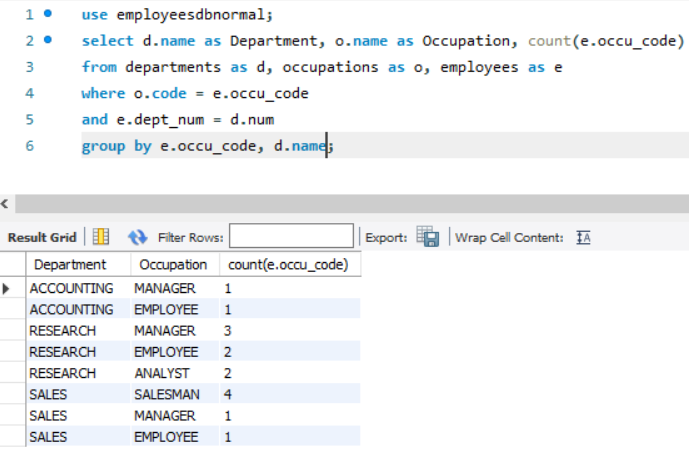 1 use employeesdbnormal;
2 select d.name as Department, o.name as Occupation, count(e.occu_code)
3 from departments as d, occupations as o, employees as e
4 where o.code = e.occu_code
5 and e.dept_num = d.num
6 group by e.occu_code, d.name;
Result Grid Filter Rows: Export: Wrap Cell Content: IA
Department Occupation count(e.occu_code)
ACCOUNTING MANAGER 1
ACCOUNTING EMPLOYEE 1
RESEARCH MANAGER 3
RESEARCH EMPLOYEE 2
RESEARCH ANALYST 2
SALES SALESMAN 4
SALES MANAGER 1
SALES EMPLOYEE 1